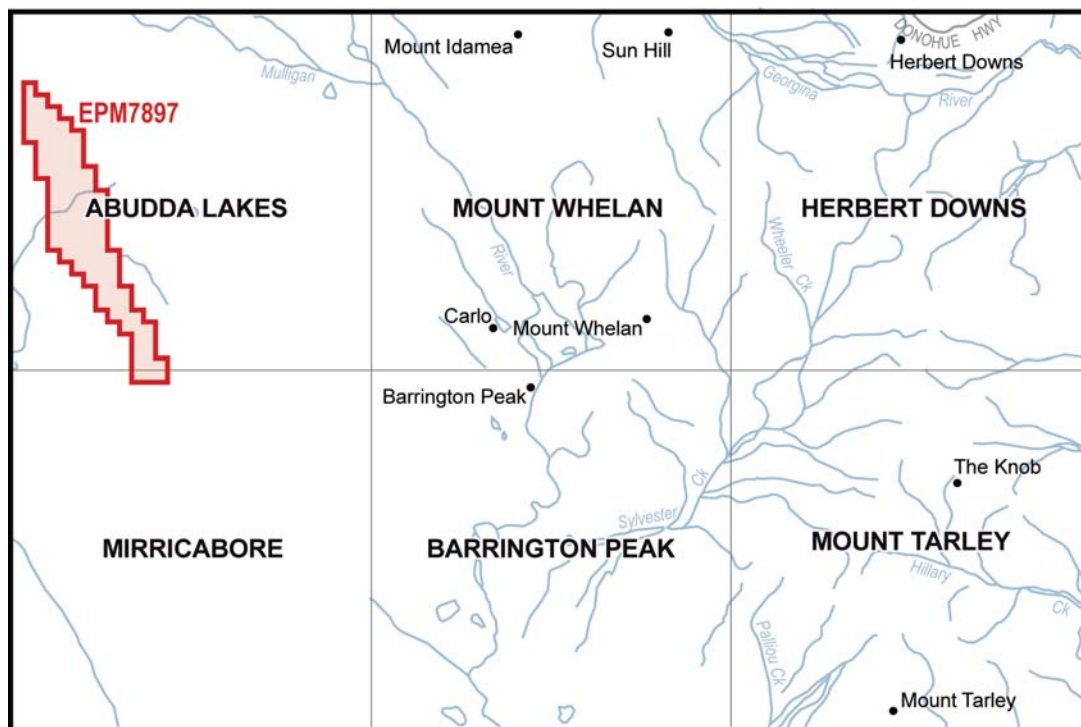 DONOHUE HWY
Mount Idamea
Sun Hill
Herbert Downs
Mulligan
Georgina
River
EPM7897
ABUDDA LAKES
MOUNT WHELAN
HERBERT DOWNS
Wheeler Ck
River
Carlo
Mount Whelan
Barrington Peak
The Knob
Ck
Sylvester
MIRRICABORE
BARRINGTON PEAK
MOUNT TARLEY
Hillary
Ck
Palliou Ck
Mount Tarley